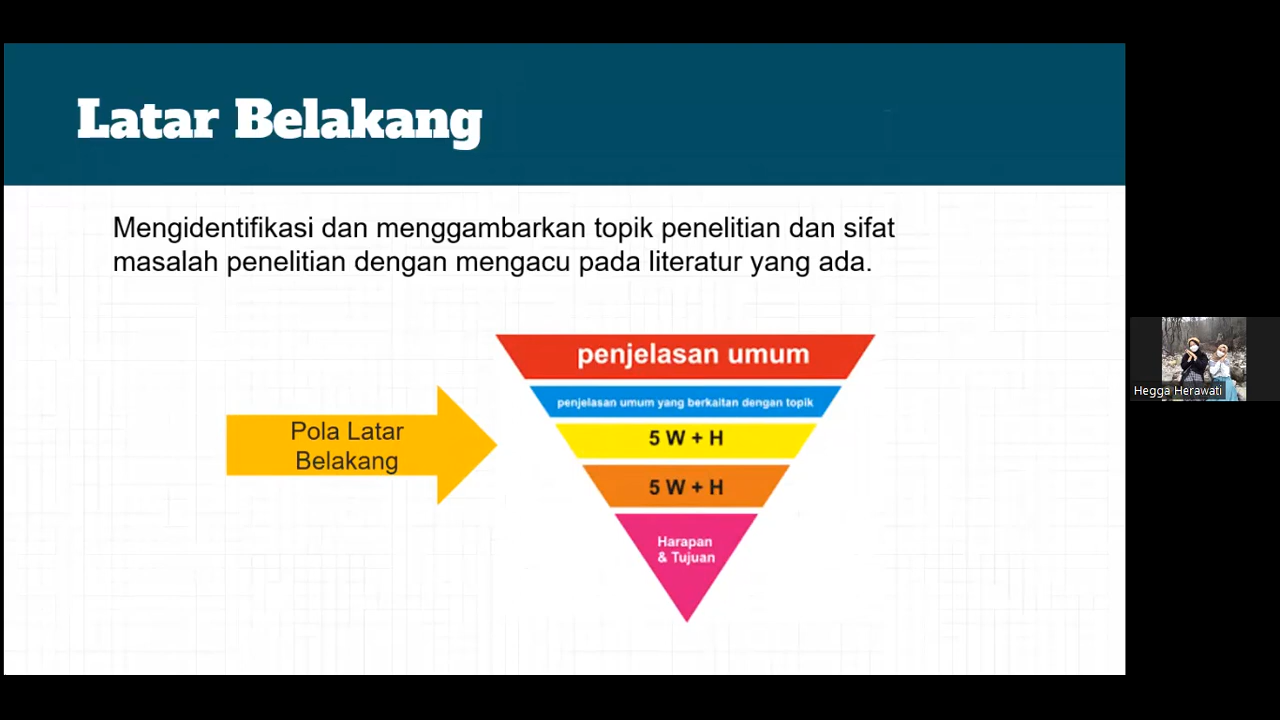 Latar Belakang
Mengidentifikasi dan menggambarkan topik penelitian dan sifat
masalah penelitian dengan mengacu pada literatur yang ada.
Pola Latar
Belakang
penjelasan umum
penjelasan umum yang berkaitan dengan topik
5 W + H
5 W + H
Harapan
& Tujuan
Hegga Herawati